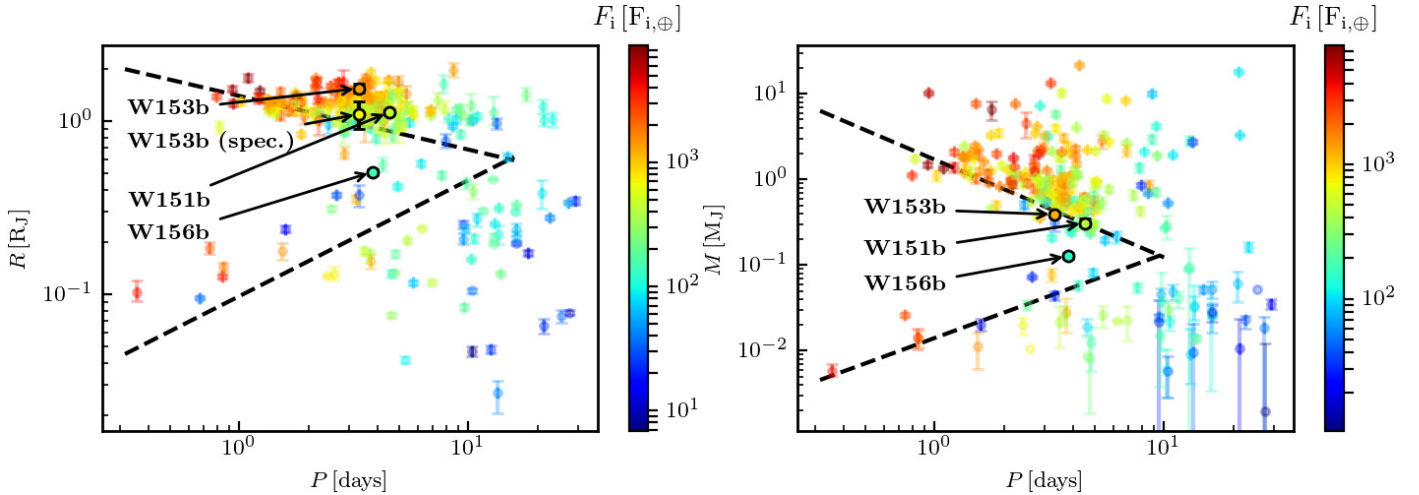 F_i [F_{i,⊕}]
R [R_J]
10^0
10^{-1}
W153b
W153b (spec.)
W151b
W156b
10^0
10^1
P [days]
10^3
10^2
10^1
F_i [F_{i,⊕}]
M [M_J]
10^1
10^0
10^{-1}
10^{-2}
W153b
W151b
W156b
10^0
10^1
P [days]
10^3
10^2